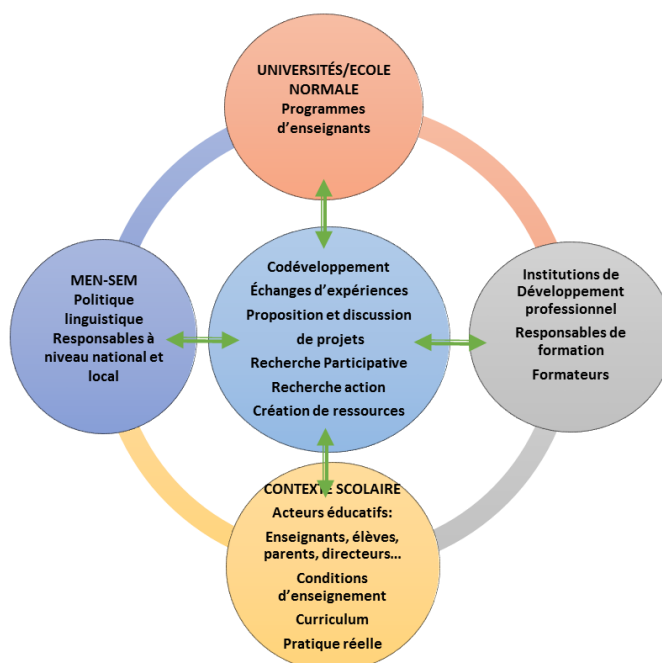 UNIVERSITÉS/ECOLE
NORMALE
Programmes
d'enseignants
MEN-SEM
Politique
linguistique
Responsables à
niveau national et
local
Codéveloppement
Échanges d'expériences
Proposition et discussion
de projets
Recherche Participative
Recherche action
Création de ressources
Institutions de
Développement
professionnel
Responsables de
formation
Formateurs
CONTEXTE SCOLAIRE
Acteurs éducatifs:
Enseignants, élèves,
parents, directeurs...
Conditions
d'enseignement
Curriculum
Pratique réelle